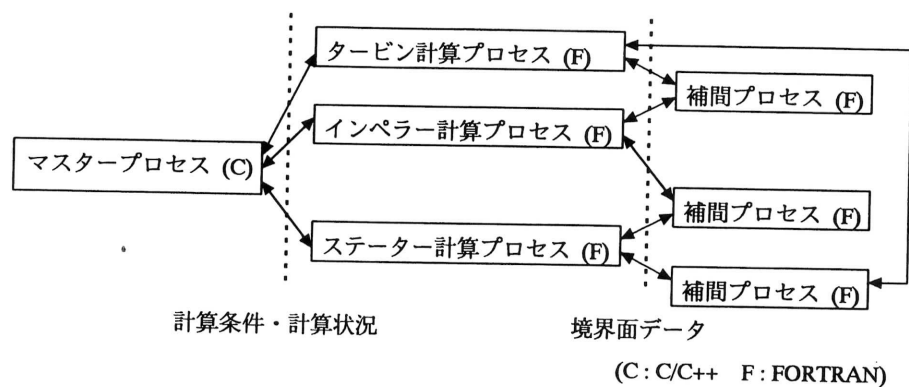 タービン計算プロセス (F)
補間プロセス (F)
インペラー計算プロセス (F)
マスタープロセス (C)
補間プロセス (F)
ステーター計算プロセス (F)
補間プロセス (F)
計算条件・計算状況
境界面データ
(C : C/C++ F : FORTRAN)